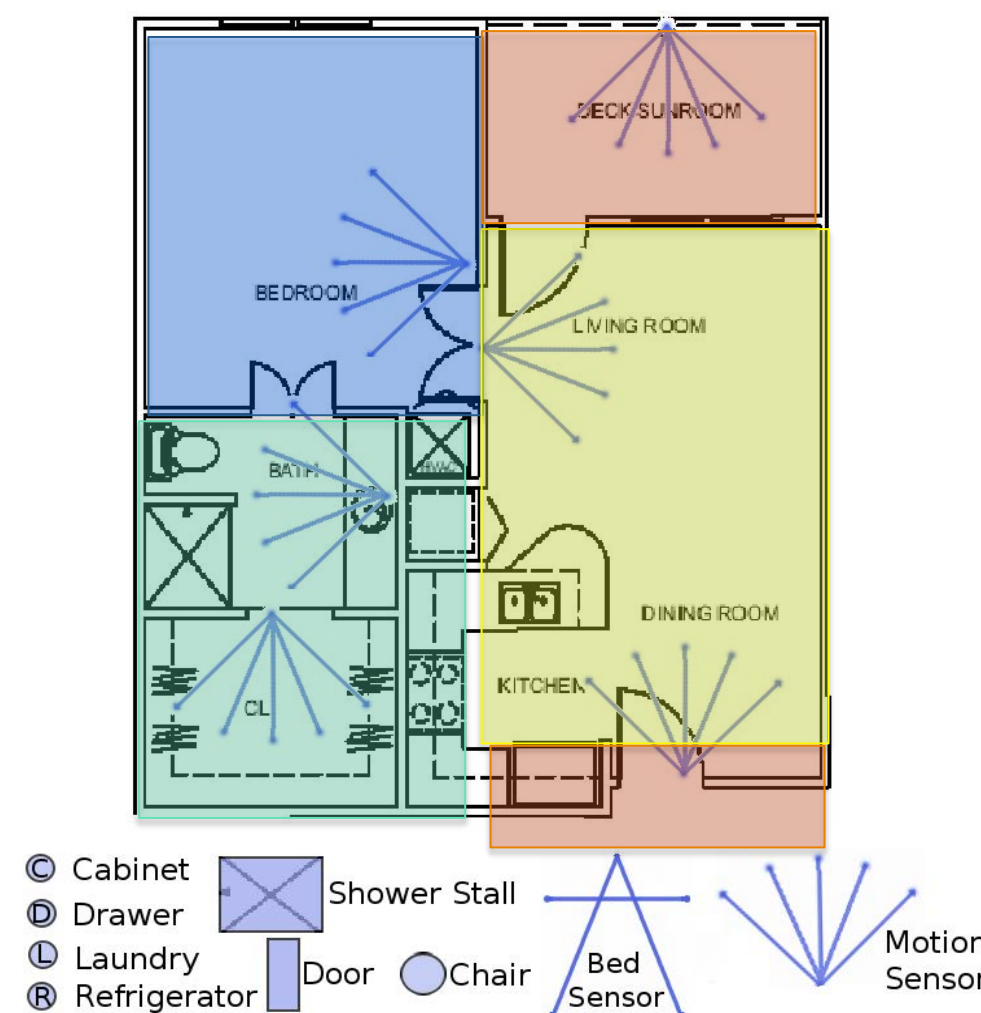 DECK/SUNROOM
BEDROOM
LIVING ROOM
BATH
HVAC
DINING ROOM
KITCHEN
CL
C Cabinet
D Drawer
L Laundry
R Refrigerator
Shower Stall
Door
Chair
Bed
Sensor
Motion
Sensor